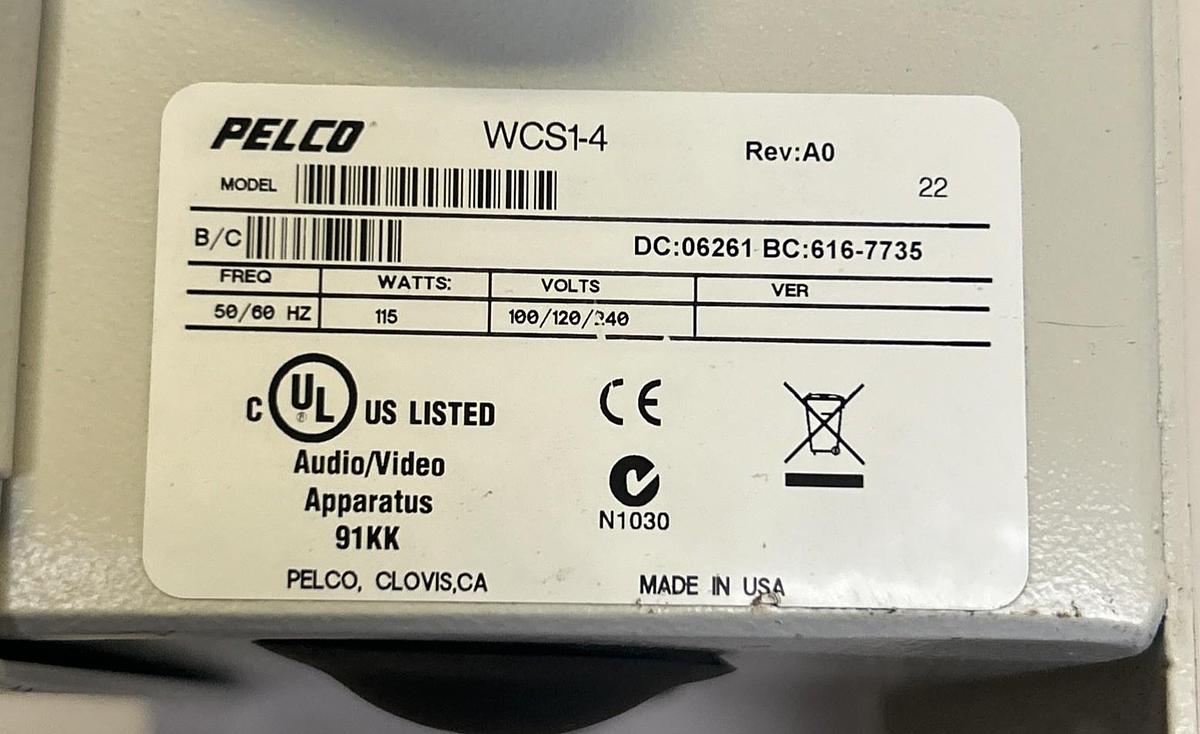 PELCO WCS1-4 Rev:A0
MODEL 22
B/C DC:06261 BC:616-7735
FREQ WATTS: VOLTS VER
50/60 HZ 115 100/120/240
C UL ® US LISTED CE
Audio/Video
Apparatus
91KK
N1030
PELCO, CLOVIS,CA MADE IN USA